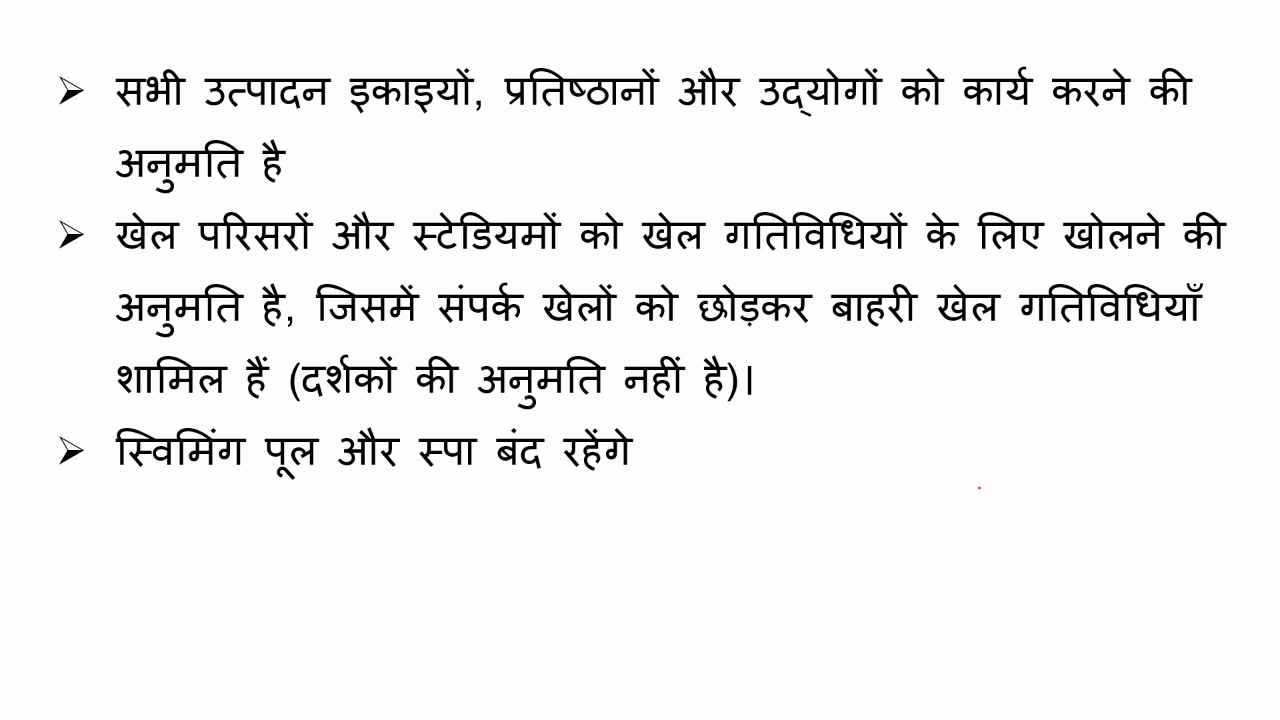 ➢ सभी उत्पादन इकाइयों, प्रतिष्ठानों और उद्योगों को कार्य करने की
अनुमति है
➢ खेल परिसरों और स्टेडियमों को खेल गतिविधियों के लिए खोलने की
अनुमति है, जिसमें संपर्क खेलों को छोड़कर बाहरी खेल गतिविधियाँ
शामिल हैं (दर्शकों की अनुमति नहीं है)।
➢ स्विमिंग पूल और स्पा बंद रहेंगे